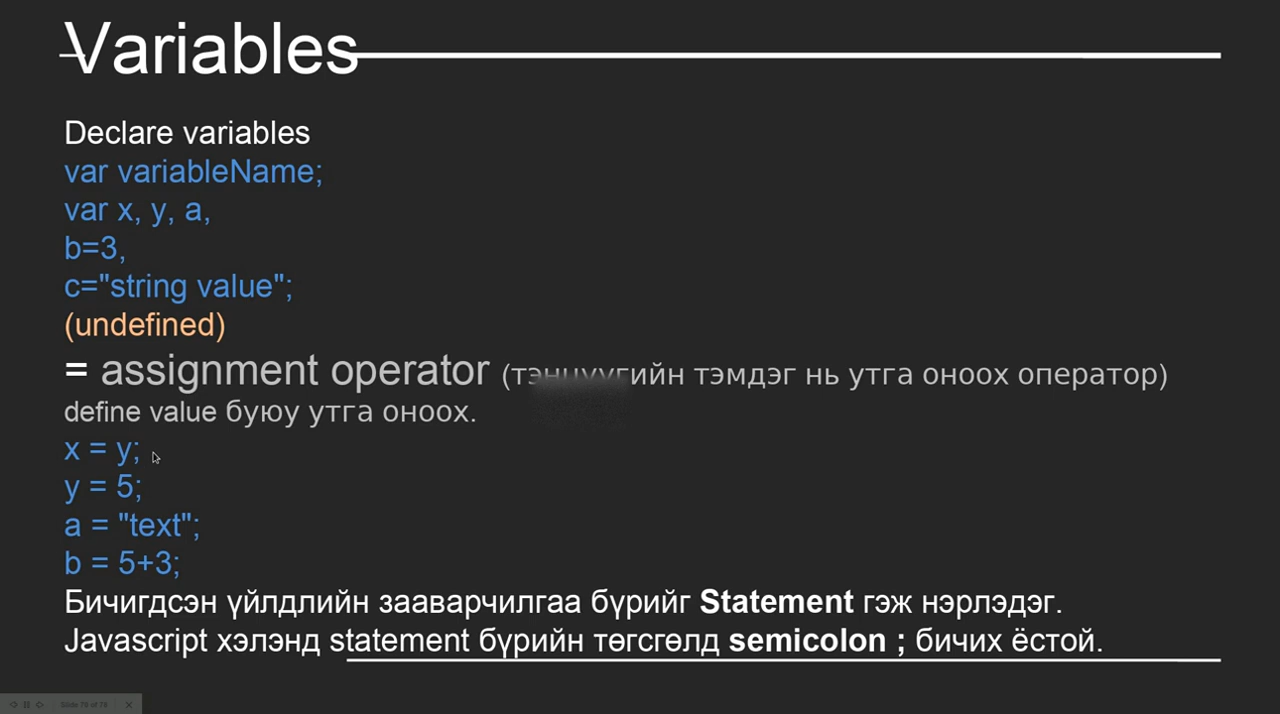 Variables
Declare variables
var variableName;
var x, y, a,
b=3,
c="string value";
(undefined)
= assignment operator (тэнцүүгийн тэмдэг нь утга оноох оператор)
define value буюу утга оноох.
x = y;
y = 5;
a = "text";
b = 5+3;
Бичигдсэн үйлдлийн зааварчилгаа бүрийг Statement гэж нэрлэдэг.
Javascript хэлэнд statement бүрийн төгсгөлд semicolon ; бичих ёстой.